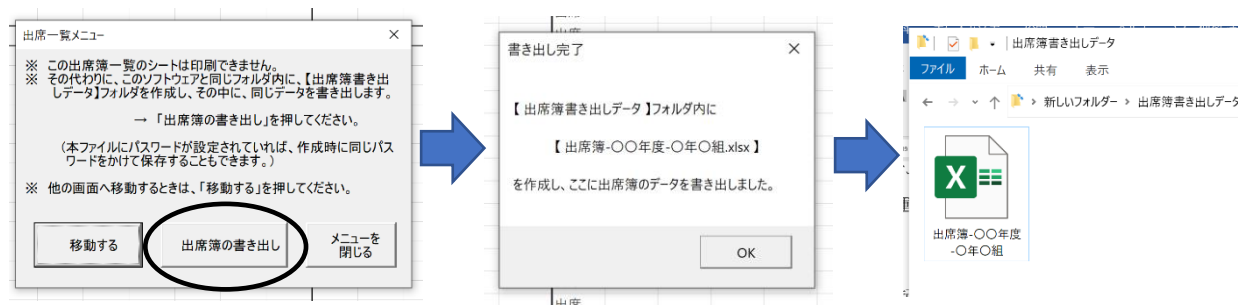 出席一覧メニュー
※ この出席簿一覧のシートは印刷できません。
※ その代わりに、このソフトウェアと同じフォルダ内に、【出席簿書き出
しデータ】フォルダを作成し、その中に、同じデータを書き出します。
→ 「出席簿の書き出し」を押してください。
（本ファイルにパスワードが設定されていれば、作成時に同じパス
ワードをかけて保存することもできます。）
※ 他の画面へ移動するときは、「移動する」を押してください。
移動する
出席簿の書き出し
メニューを
閉じる
書き出し完了
【 出席簿書き出しデータ 】フォルダ内に
【 出席簿-〇〇年度-〇年〇組.xlsx 】
を作成し、ここに出席簿のデータを書き出しました。
OK
出席
出席簿書き出しデータ
ファイル ホーム 共有 表示
新しいフォルダー › 出席簿書き出しデータ
出席簿-〇〇年度
-〇年〇組